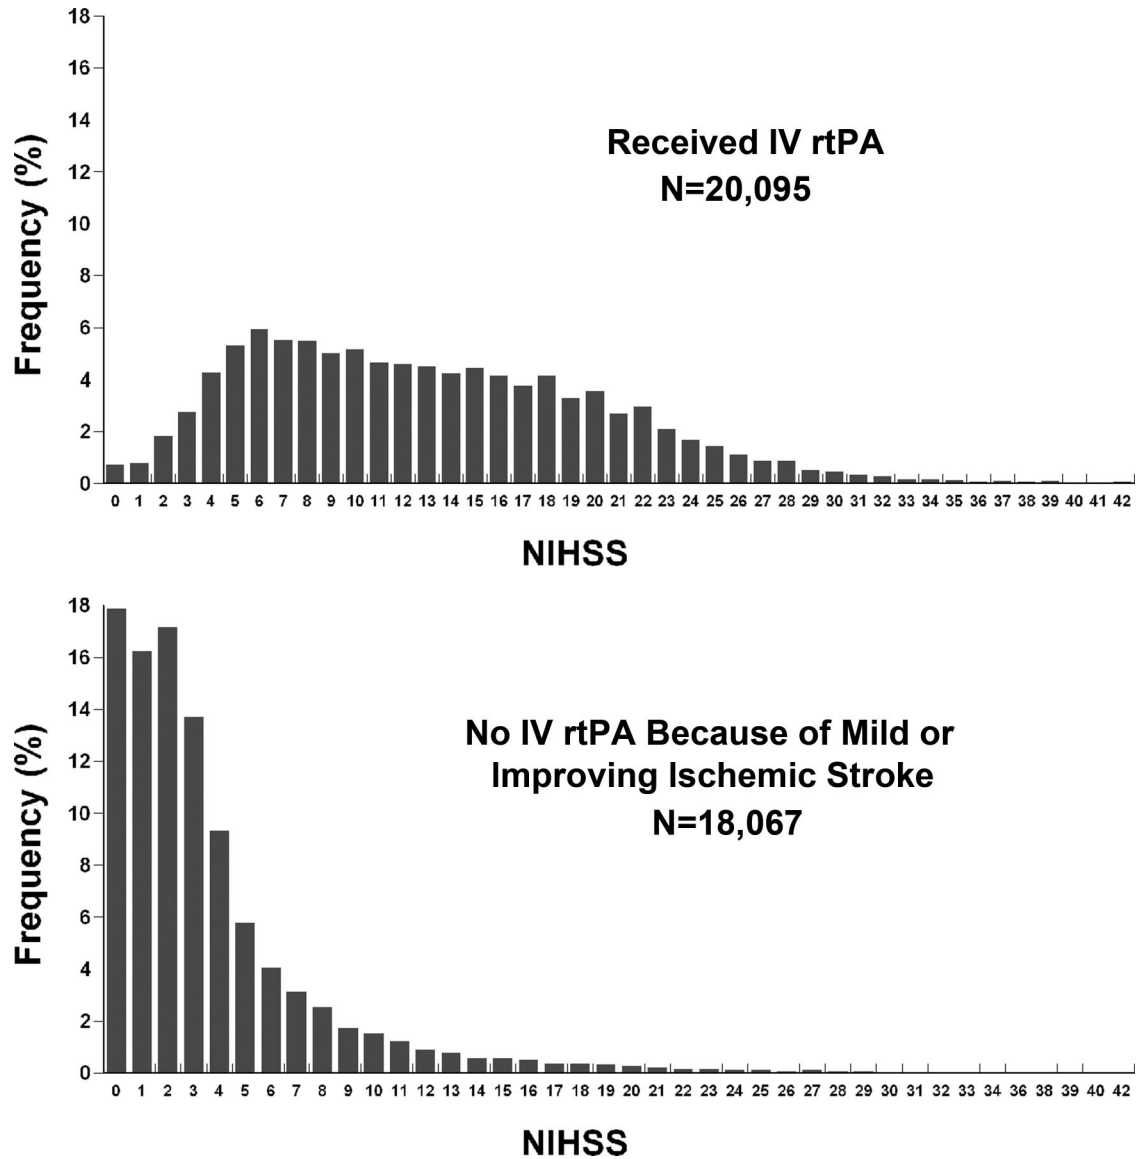 18
16
14
12
10
8
6
4
2
0
Frequency (%)
Received IV rtPA
N=20,095
0 1 2 3 4 5 6 7 8 9 10 11 12 13 14 15 16 17 18 19 20 21 22 23 24 25 26 27 28 29 30 31 32 33 34 35 36 37 38 39 40 41 42
NIHSS
18
16
14
12
10
8
6
4
2
0
Frequency (%)
No IV rtPA Because of Mild or
Improving Ischemic Stroke
N=18,067
0 1 2 3 4 5 6 7 8 9 10 11 12 13 14 15 16 17 18 19 20 21 22 23 24 25 26 27 28 29 30 31 32 33 34 36 38 39 40 42
NIHSS